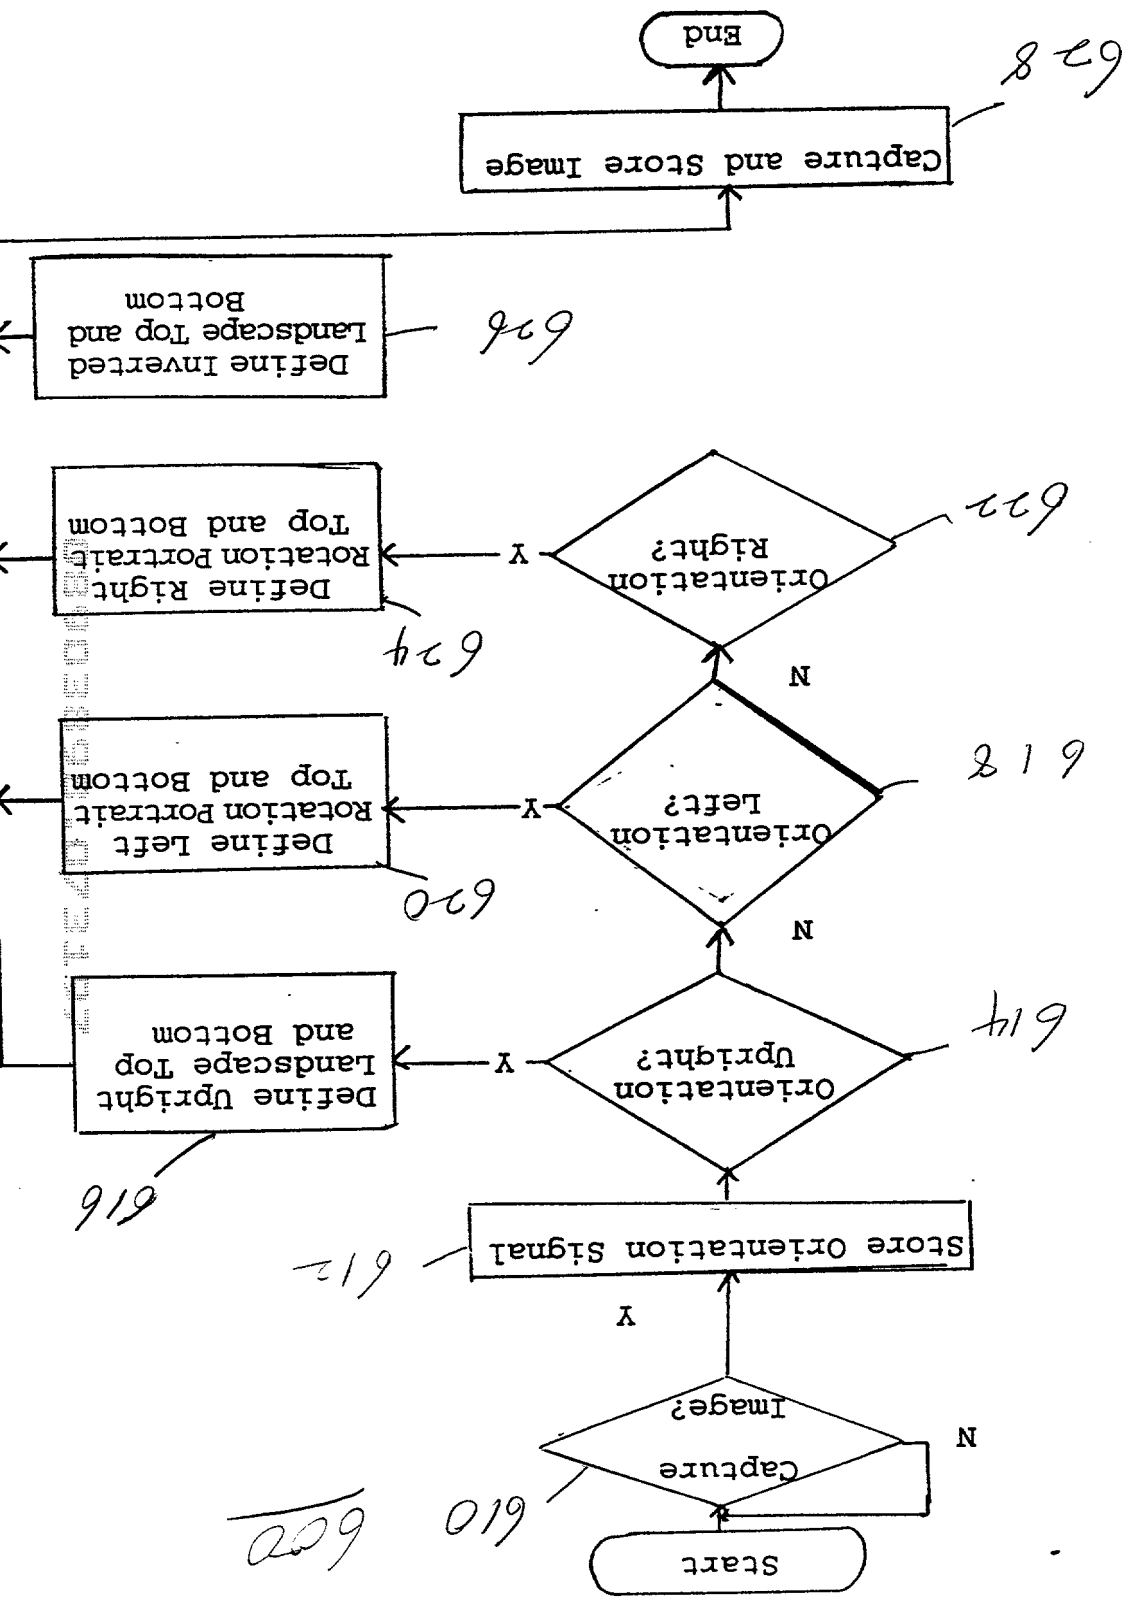 600
Start
610
Capture
Image?
N
Y
612
Store Orientation Signal
616
614
Orientation
Upright?
N
Y
Define Upright
Landscape Top
and Bottom
620
618
Orientation
Left?
N
Y
Define Left
Rotation Portrait
Top and Bottom
624
622
Orientation
Right?
Y
Define Right
Rotation Portrait
Top and Bottom
626
Define Inverted
Landscape Top and
Bottom
628
Capture and Store Image
End